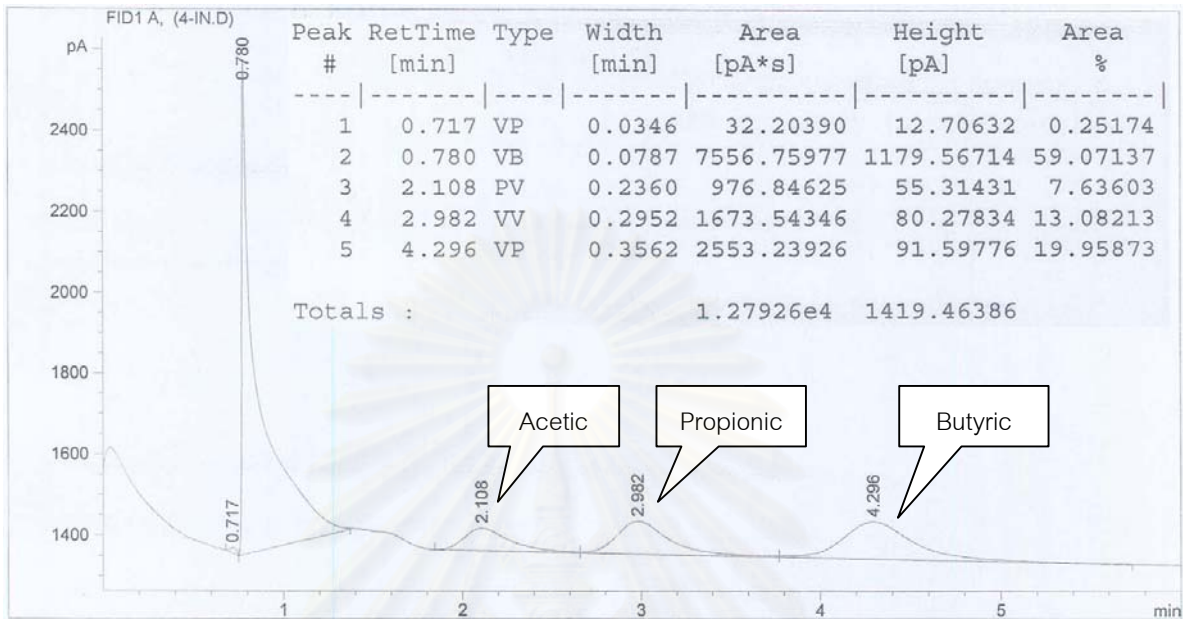 FID1 A, (4-IN.D)
pA
Peak RetTime Type Width Area Height Area
# [min] [min] [pA*s] [pA] %
----|-------|----|-------|----------|----------|--------|
1 0.717 VP 0.0346 32.20390 12.70632 0.25174
2 0.780 VB 0.0787 7556.75977 1179.56714 59.07137
3 2.108 PV 0.2360 976.84625 55.31431 7.63603
4 2.982 VV 0.2952 1673.54346 80.27834 13.08213
5 4.296 VP 0.3562 2553.23926 91.59776 19.95873
Totals : 1.27926e4 1419.46386
0.780
2400
2200
2000
1800
1600
1400
Acetic
Propionic
Butyric
0.717
2.108
2.982
4.296
1 2 3 4 5 min